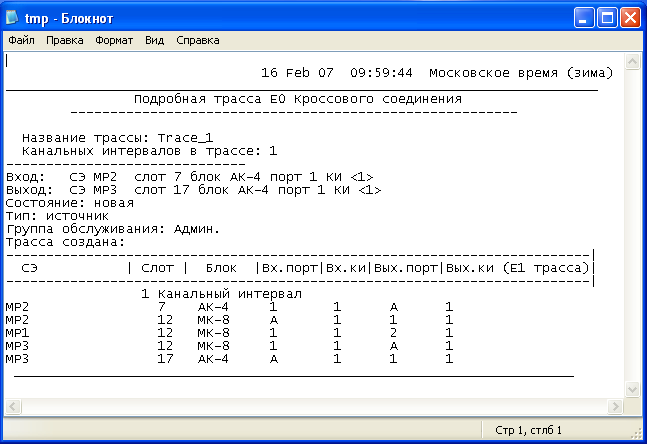 tmp - Блокнот
Файл Правка Формат Вид Справка
16 Feb 07 09:59:44 Московское время (зима)
Подробная трасса E0 Кроссового соединения
Название трассы: Trace_1
Канальных интервалов в трассе: 1
Вход: СЭ МР2 слот 7 блок АК-4 порт 1 КИ <1>
Выход: СЭ МР3 слот 17 блок АК-4 порт 1 КИ <1>
Состояние: новая
Тип: источник
Группа обслуживания: Админ.
Трасса создана:
СЭ | Слот | Блок |Вх.порт|Вх.ки|Вых.порт|Вых.ки (E1 трасса)|
1 Канальный интервал
МР2 7 АК-4 1 1 A 1
МР2 12 МК-8 A 1 1 1
МР1 12 МК-8 1 1 2 1
МР3 12 МК-8 1 1 A 1
МР3 17 АК-4 A 1 1 1
Стр 1, стлб 1